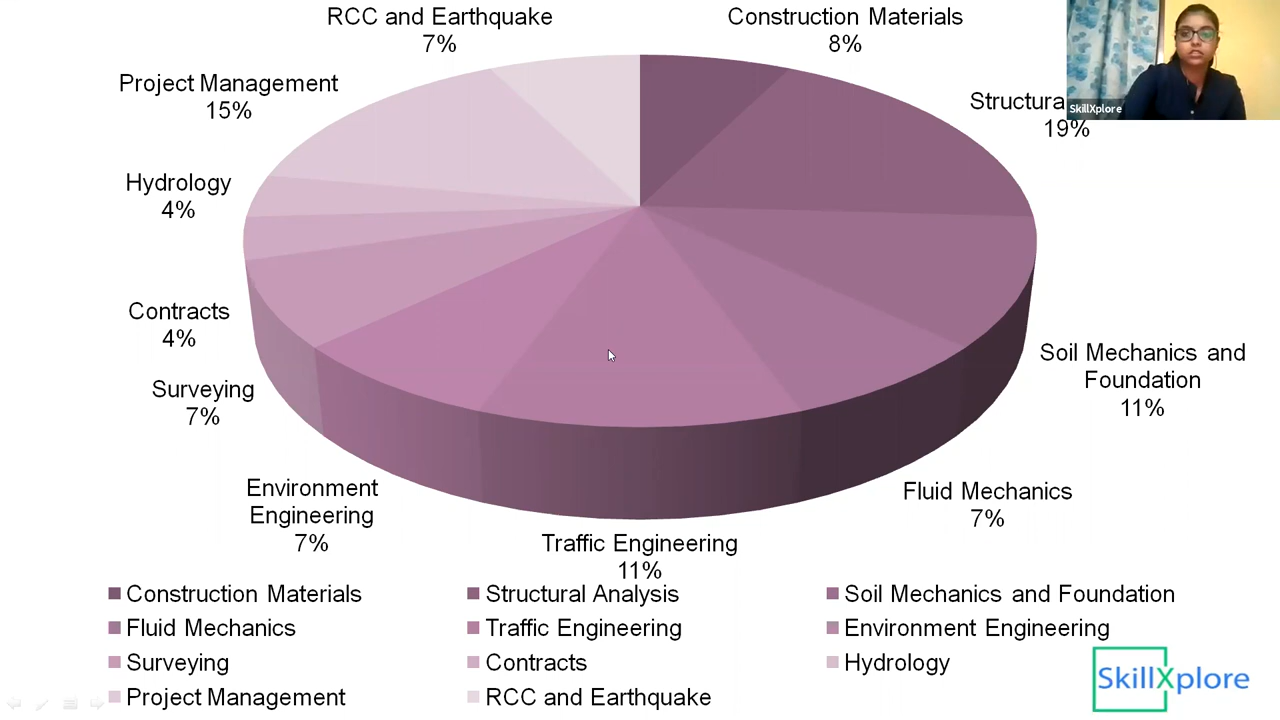 RCC and Earthquake
7%
Construction Materials
8%
Project Management
15%
19%
Hydrology
4%
Contracts
4%
Surveying
7%
Soil Mechanics and
Foundation
11%
Environment
Engineering
7%
Fluid Mechanics
7%
Traffic Engineering
11%
SkillXplore
Construction Materials
Structural Analysis
Soil Mechanics and Foundation
Fluid Mechanics
Traffic Engineering
Environment Engineering
Surveying
Contracts
Hydrology
Project Management
RCC and Earthquake
SkillXplore